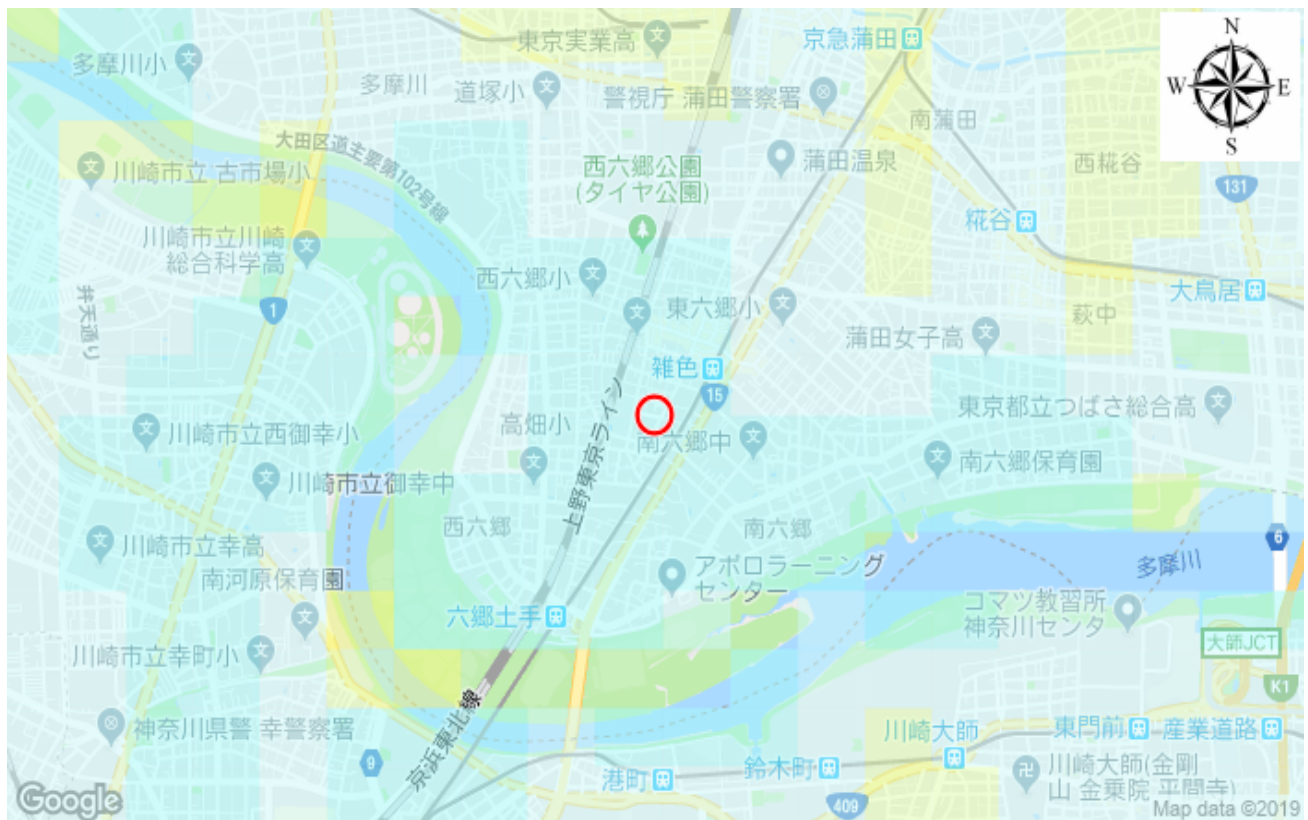 東京実業高
京急蒲田
N
多摩川小
多摩川
道塚小
警視庁 蒲田警察署
W
E
S
南蒲田
大田区道主要第102号線
西六郷公園
(タイヤ公園)
蒲田温泉
西糀谷
川崎市立 古市場小
131
糀谷
川崎市立川崎
総合科学高
西六郷小
大鳥居
井天通り
1
東六郷小
萩中
蒲田女子高
雑色
15
上野東京ライン
高畑小
東京都立つばさ総合高
川崎市立西御幸小
南六郷中
南六郷保育園
川崎市立御幸中
西六郷
南六郷
6
川崎市立幸高
多摩川
南河原保育園
アポロラーニング
センター
コマツ教習所
神奈川センタ
六郷土手
川崎市立幸町小
大師JCT
K1
京浜東北線
神奈川県警 幸警察署
川崎大師
東門前
産業道路
9
港町
鈴木町
川崎大師(金剛
山 金乗院 平間寺)
409
Google
Map data ©2019